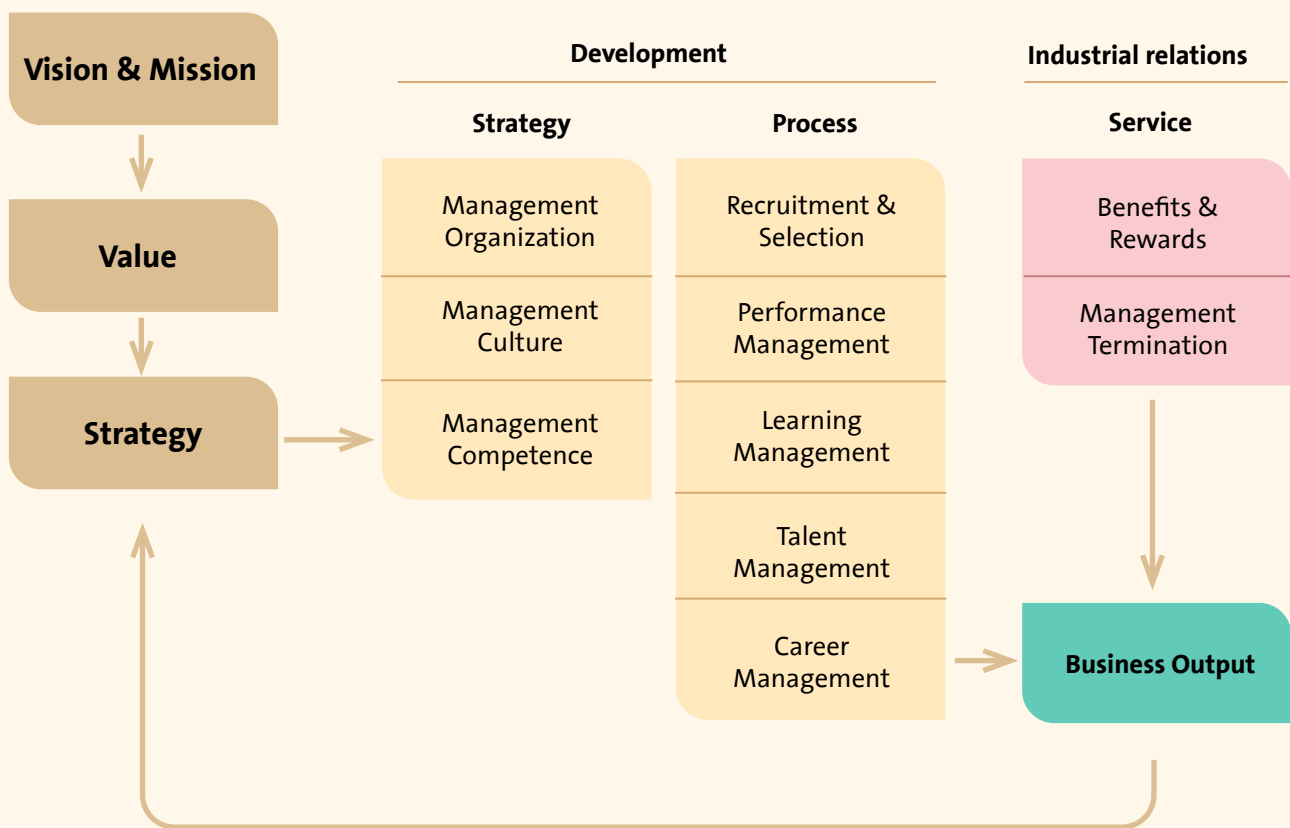 Vision & Mission
Value
Strategy
Development
Strategy
Management
Organization
Management
Culture
Management
Competence
Process
Recruitment &
Selection
Performance
Management
Learning
Management
Talent
Management
Career
Management
Industrial relations
Service
Benefits &
Rewards
Management
Termination
Business Output